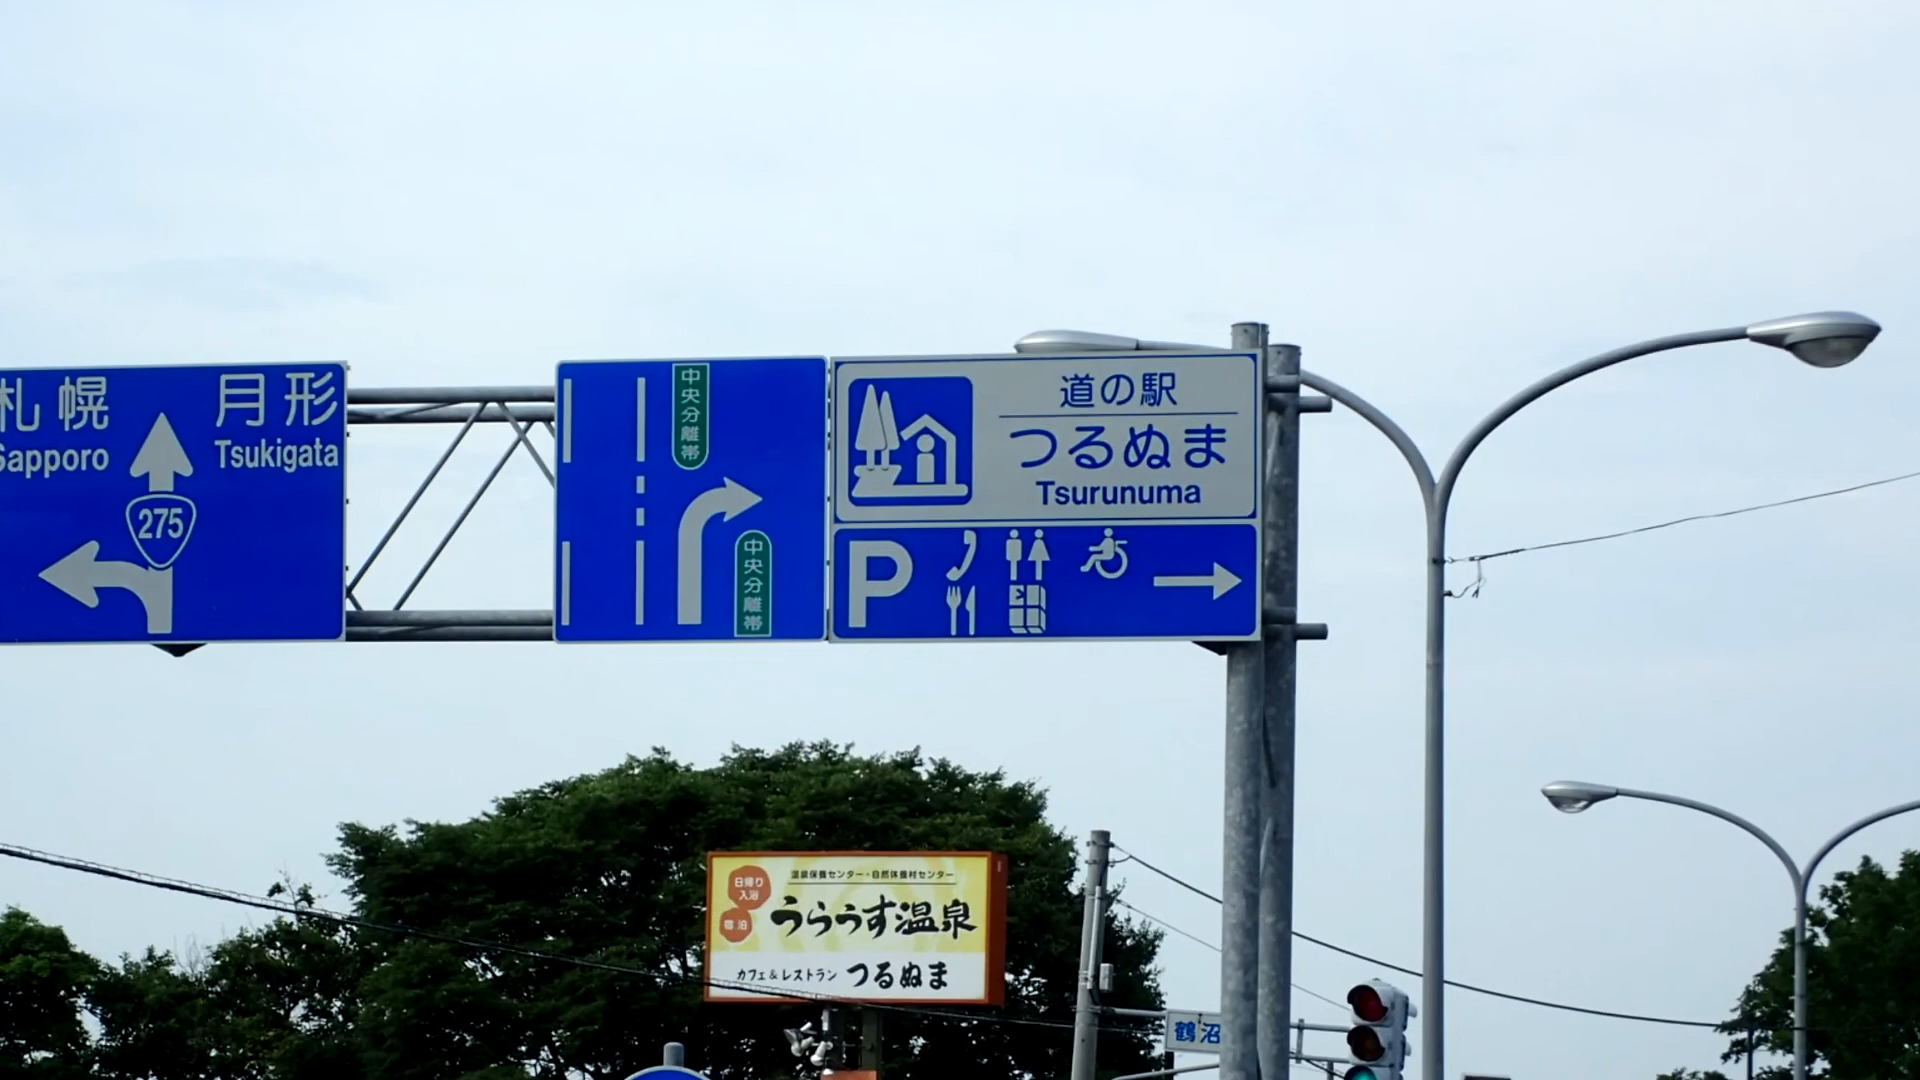 札幌 月形
Sapporo Tsukigata
275
中央分離帯
中央分離帯
道の駅
つるぬま
Tsurunuma
P
日帰り
入浴
宿泊
温泉保養センター・自然休養村センター
うらうす温泉
カフェ&レストラン つるぬま
鶴沼